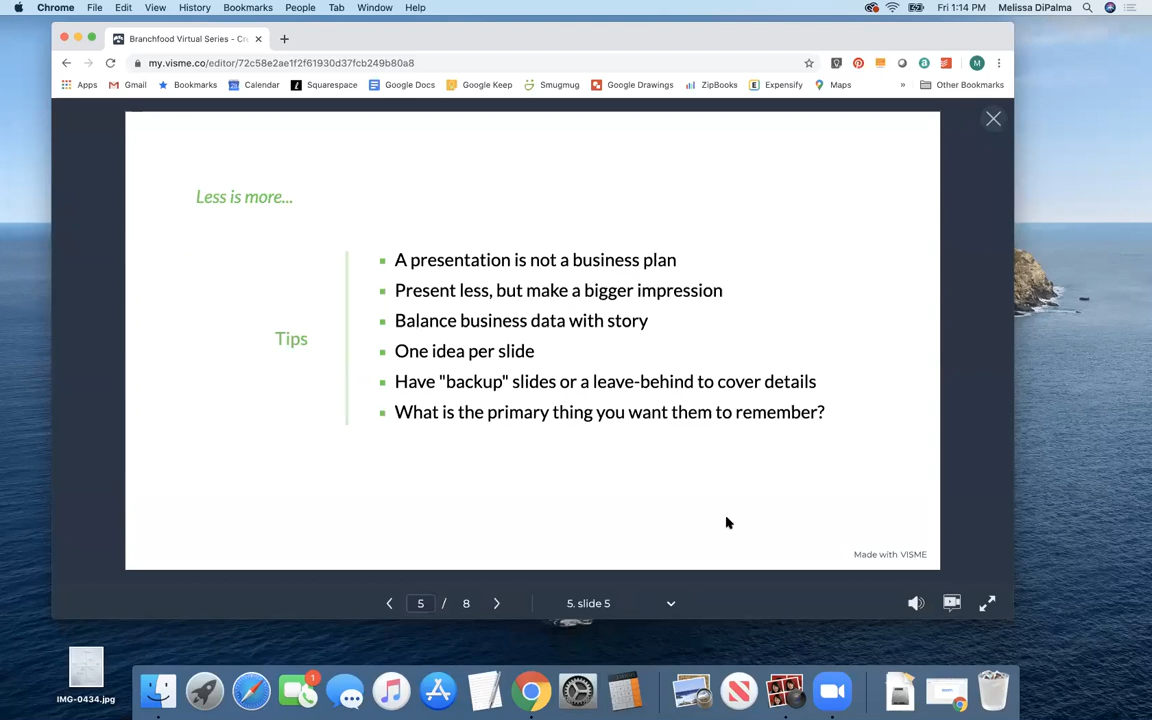 Chrome File Edit View History Bookmarks People Tab Window Help Fri 1:14 PM Melissa DiPalma
Branchfood Virtual Series - Cre
my.visme.co/editor/72c58e2ae1f2f61930d37fcb249b80a8
Apps Gmail Bookmarks Calendar Squarespace Google Docs Google Keep Smugmug Google Drawings ZipBooks Expensify Maps » Other Bookmarks
Less is more...
Tips
A presentation is not a business plan
Present less, but make a bigger impression
Balance business data with story
One idea per slide
Have "backup" slides or a leave-behind to cover details
What is the primary thing you want them to remember?
Made with VISME
5 / 8 5. slide 5
IMG-0434.jpg
1